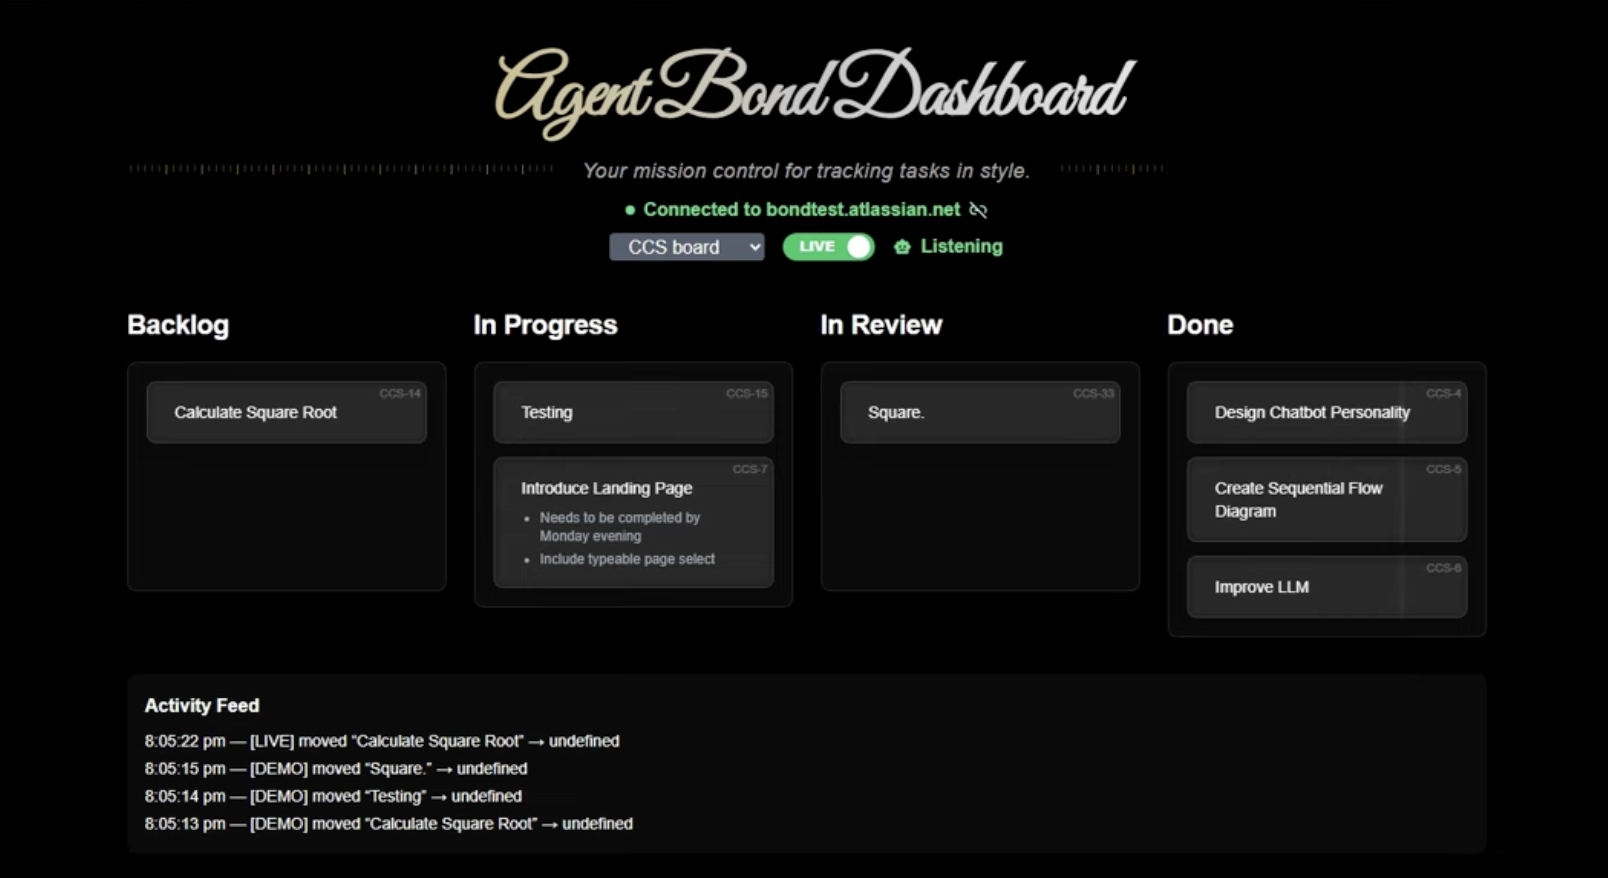 Agent Bond Dashboard
Your mission control for tracking tasks in style.
Connected to bondtest.atlassian.net
CCS board
LIVE
Listening
Backlog
CCS-14
Calculate Square Root
In Progress
CCS-15
Testing
CCS-7
Introduce Landing Page
• Needs to be completed by
Monday evening
• Include typeable page select
In Review
CCS-33
Square.
Done
CCS-4
Design Chatbot Personality
CCS-5
Create Sequential Flow
Diagram
CCS-6
Improve LLM
Activity Feed
8:05:22 pm — [LIVE] moved “Calculate Square Root” → undefined
8:05:15 pm — [DEMO] moved “Square.” → undefined
8:05:14 pm — [DEMO] moved “Testing” → undefined
8:05:13 pm — [DEMO] moved “Calculate Square Root” → undefined